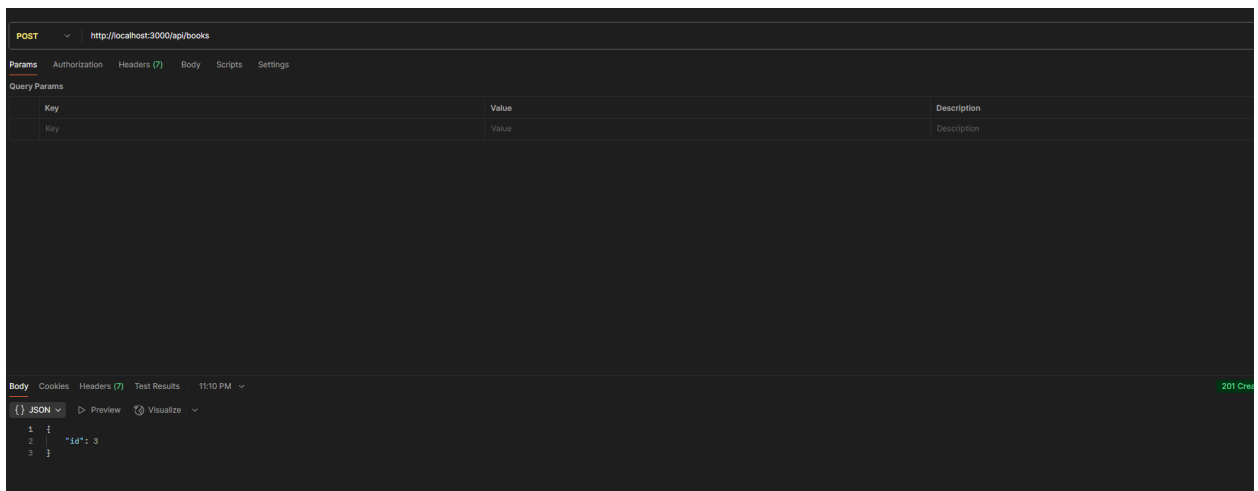 POST http://localhost:3000/api/books
Params Authorization Headers (7) Body Scripts Settings
Query Params
Key Value Description
Key Value Description
Body Cookies Headers (7) Test Results 11:10 PM 201 Crea
{} JSON Preview Visualize
1 {
2 "id": 3
3 }